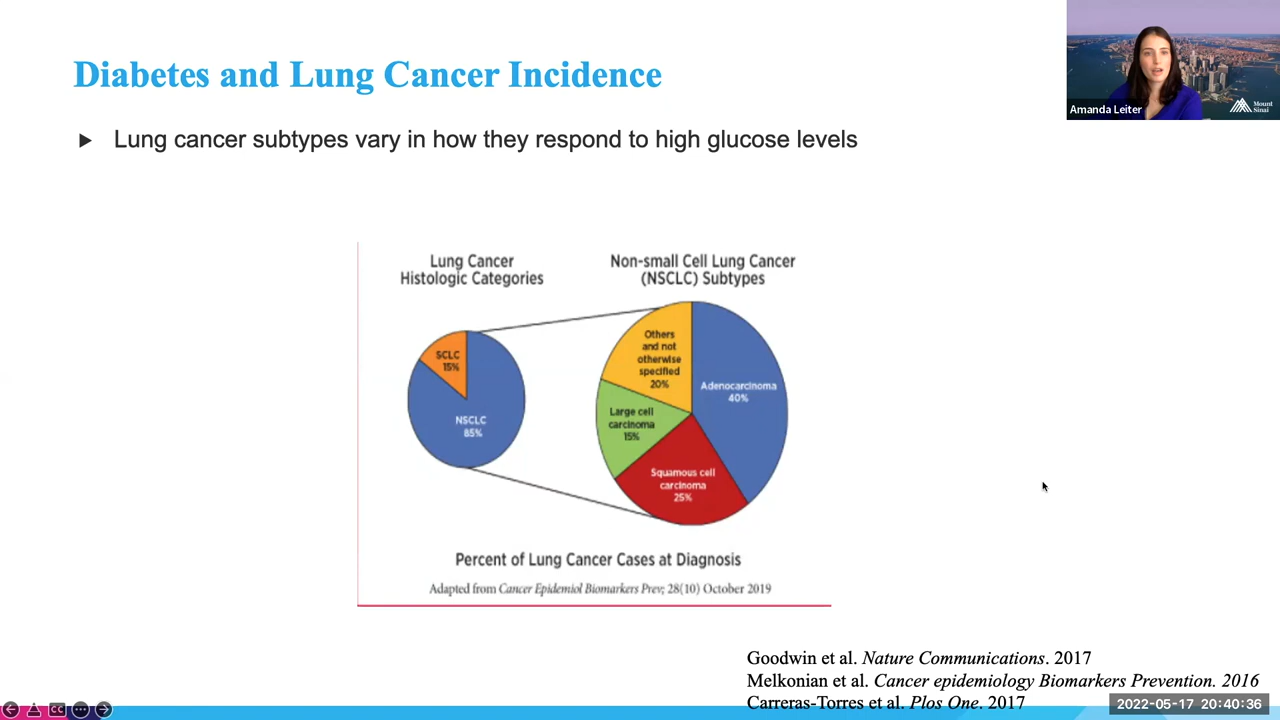 Diabetes and Lung Cancer Incidence
Amanda Leiter
Mount
Sinai
Lung cancer subtypes vary in how they respond to high glucose levels
Lung Cancer
Histologic Categories
Non-small Cell Lung Cancer
(NSCLC) Subtypes
SCLC
15%
NSCLC
85%
Others
and not
otherwise
specified
20%
Adenocarcinoma
40%
Large cell
carcinoma
15%
Squamous cell
carcinoma
25%
Percent of Lung Cancer Cases at Diagnosis
Adapted from Cancer Epidemiol Biomarkers Prev; 28(10) October 2019
Goodwin et al. Nature Communications. 2017
Melkonian et al. Cancer epidemiology Biomarkers Prevention. 2016
Carreras-Torres et al. Plos One. 2017
CC
2022-05-17 20:40:36